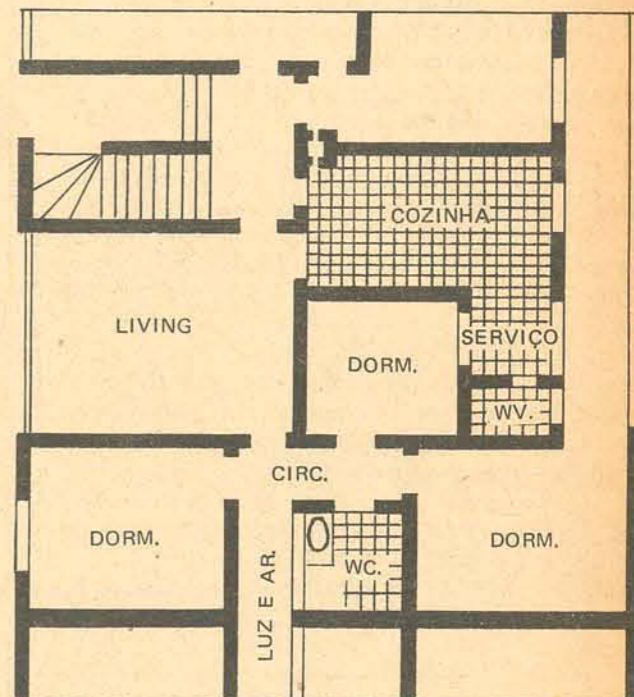 COZINHA
LIVING
SERVIÇO
DORM.
WV.
CIRC.
DORM.
DORM.
WC.
LUZ E AR.